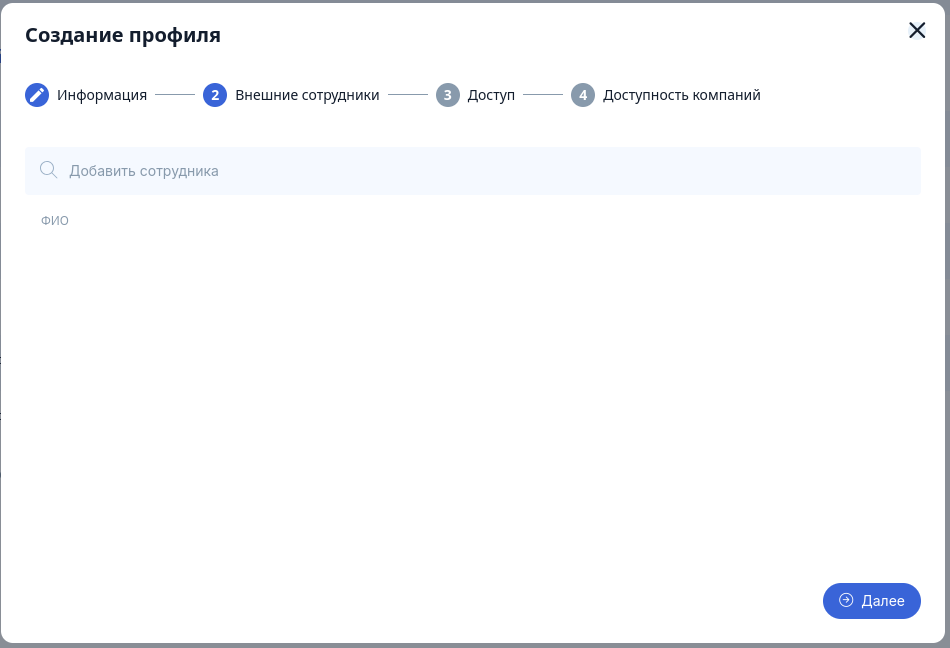 Создание профиля
Информация 2 Внешние сотрудники 3 Доступ 4 Доступность компаний
Добавить сотрудника
ФИО
Далее